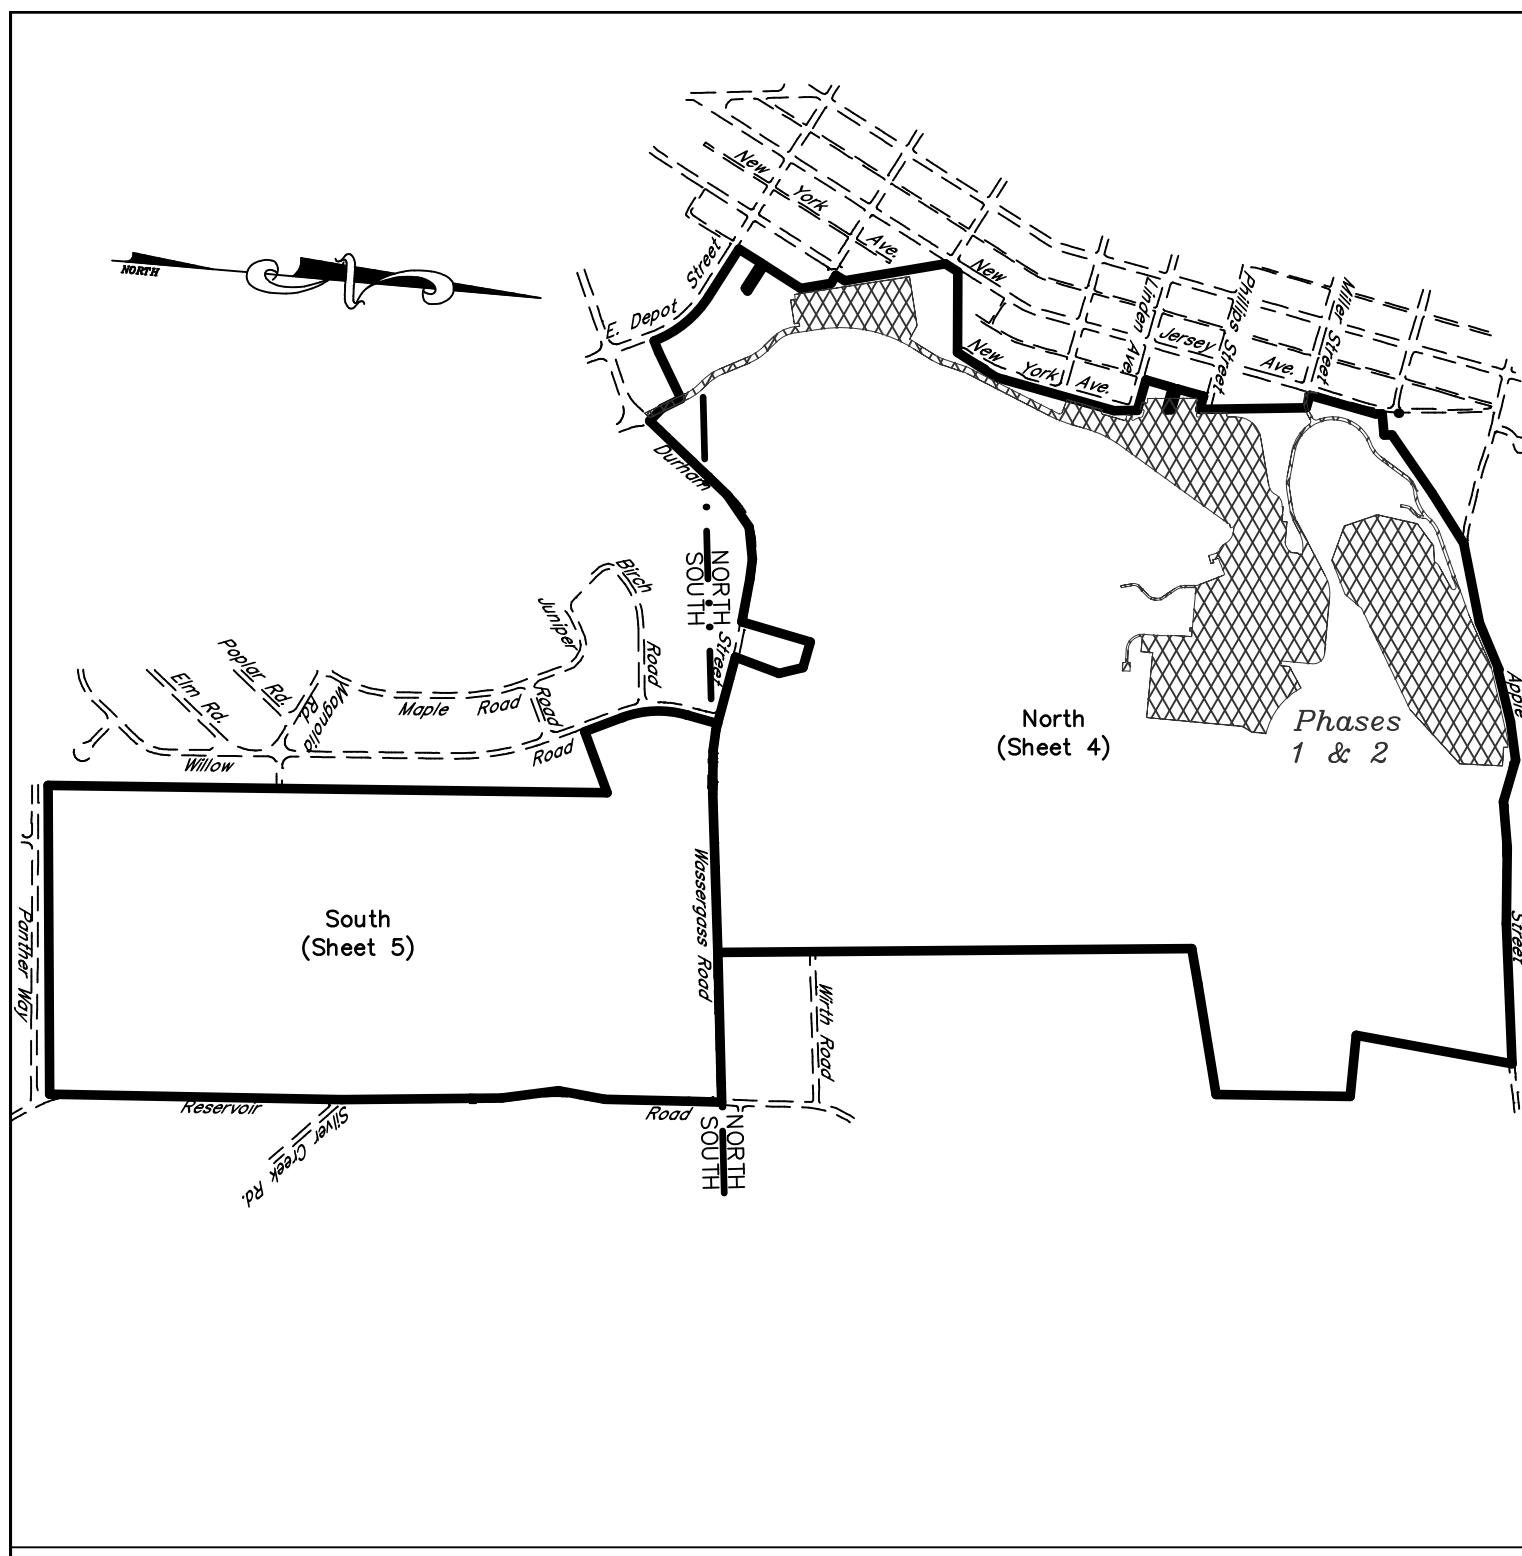 New York Ave.
New
Linden Ave.
Phillips Street
Miller Street
Jersey Ave.
New York Ave.
NORTH
E. Depot Street
Durham
NORTH
SOUTH
Street
Birch
Juniper
Road
Poplar Rd.
Elm Rd.
Magnolia
Rd.
Maple Road
Road
Road
Willow
Apple
North
(Sheet 4)
Phases
1 & 2
South
(Sheet 5)
Panther Way
Wassergass Road
Street
Wirth Road
Reservoir
Road
Silver Creek Rd.
NORTH
SOUTH